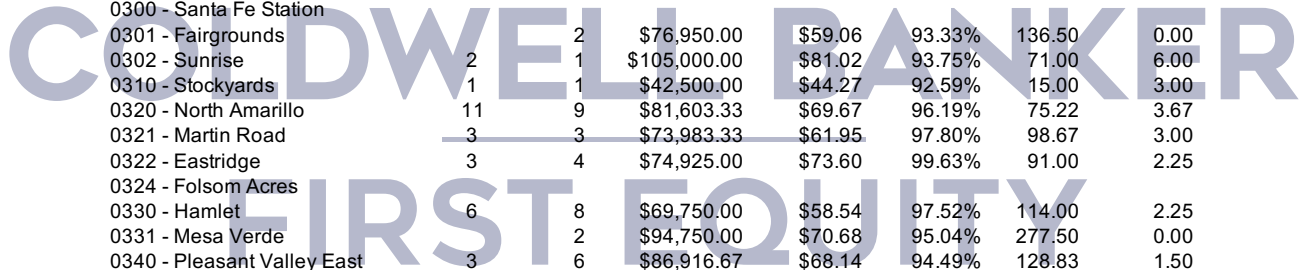 0300 - Santa Fe Station
0301 - Fairgrounds 2 $76,950.00 $59.06 93.33% 136.50 0.00
0302 - Sunrise 2 1 $105,000.00 $81.02 93.75% 71.00 6.00
0310 - Stockyards 1 1 $42,500.00 $44.27 92.59% 15.00 3.00
COLDWELL BANKER
0320 - North Amarillo 11 9 $81,603.33 $69.67 96.19% 75.22 3.67
0321 - Martin Road 3 3 $73,983.33 $61.95 97.80% 98.67 3.00
0322 - Eastridge 3 4 $74,925.00 $73.60 99.63% 91.00 2.25
0324 - Folsom Acres
0330 - Hamlet 6 8 $69,750.00 $58.54 97.52% 114.00 2.25
FIRST EQUITY
0331 - Mesa Verde 2 $94,750.00 $70.68 95.04% 277.50 0.00
0340 - Pleasant Valley East 3 6 $86,916.67 $68.14 94.49% 128.83 1.50